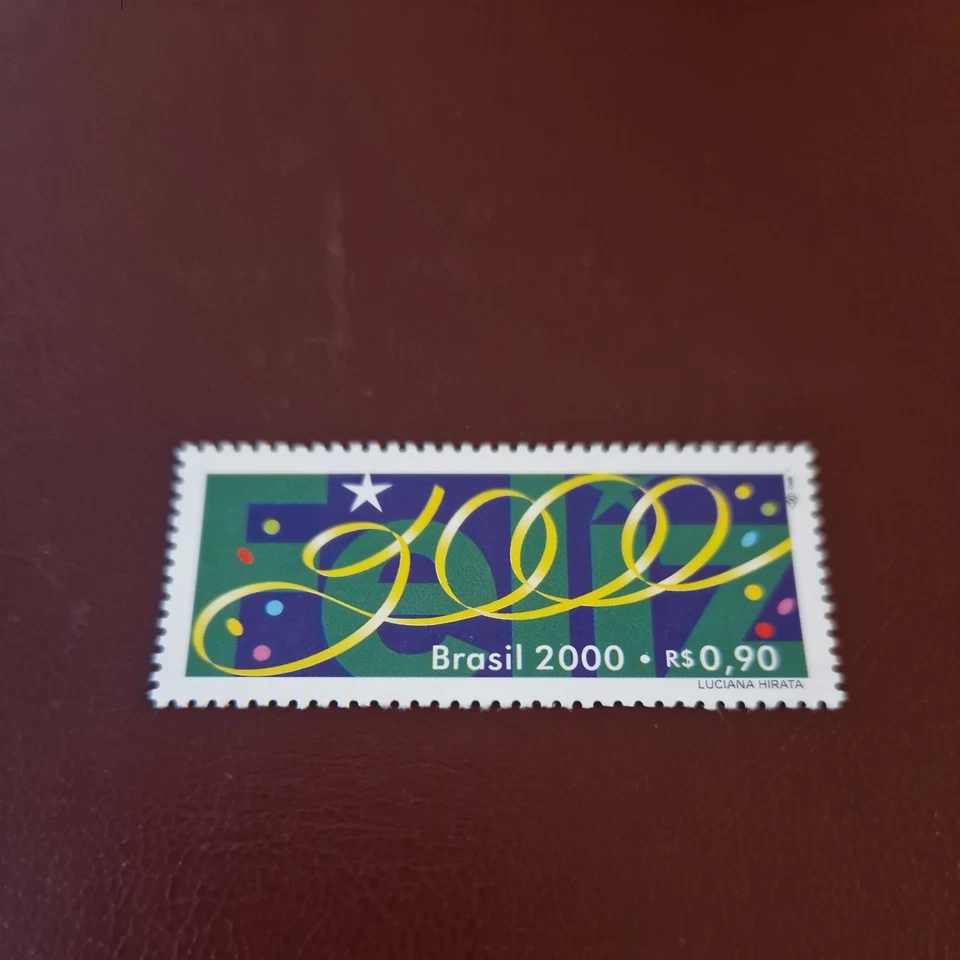 Feliz
2000
Brasil 2000 • R$0,90
LUCIANA HIRATA